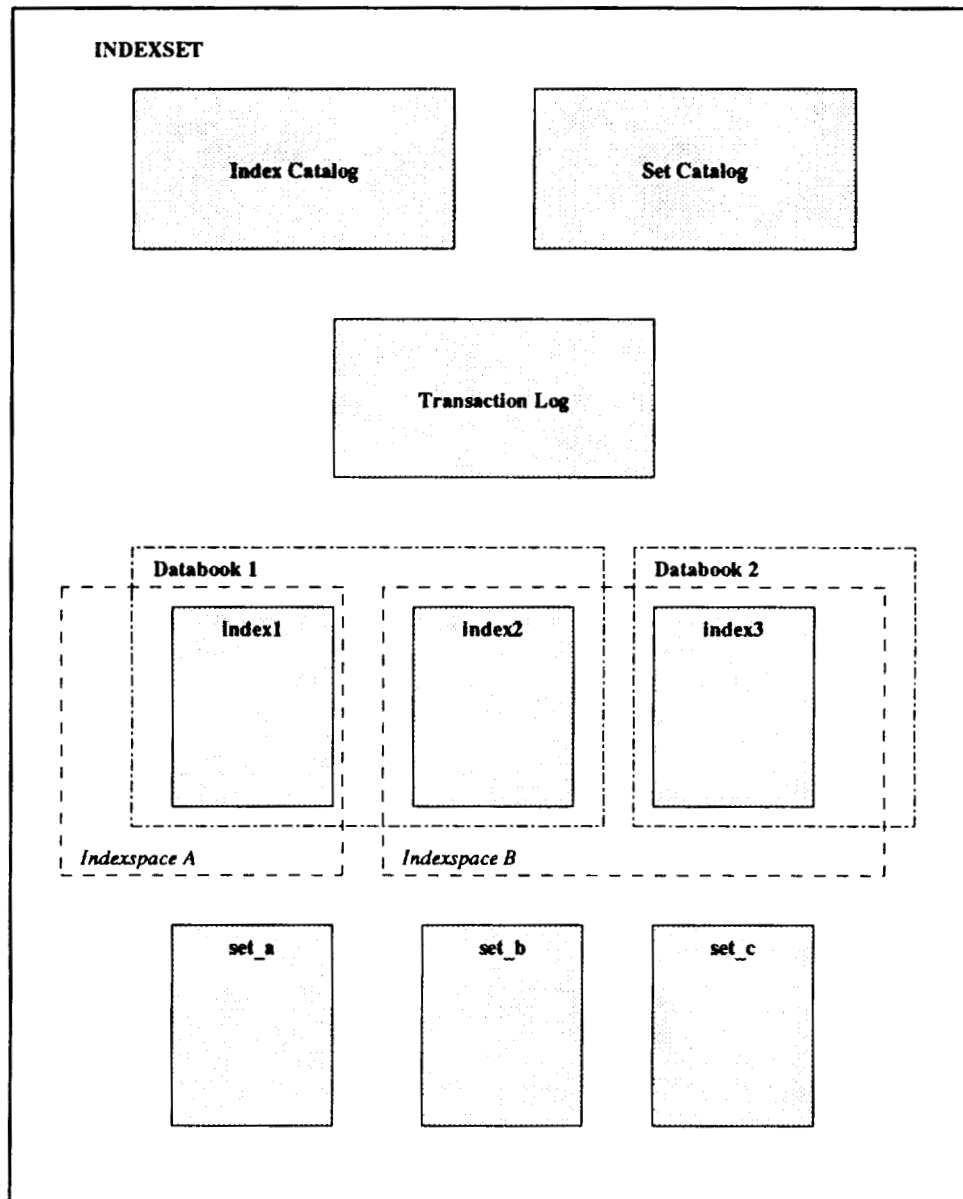 INDEXSET
Index Catalog
Set Catalog
Transaction Log
Databook 1
Databook 2
index1
index2
index3
Indexspace A
Indexspace B
set_a
set_b
set_c